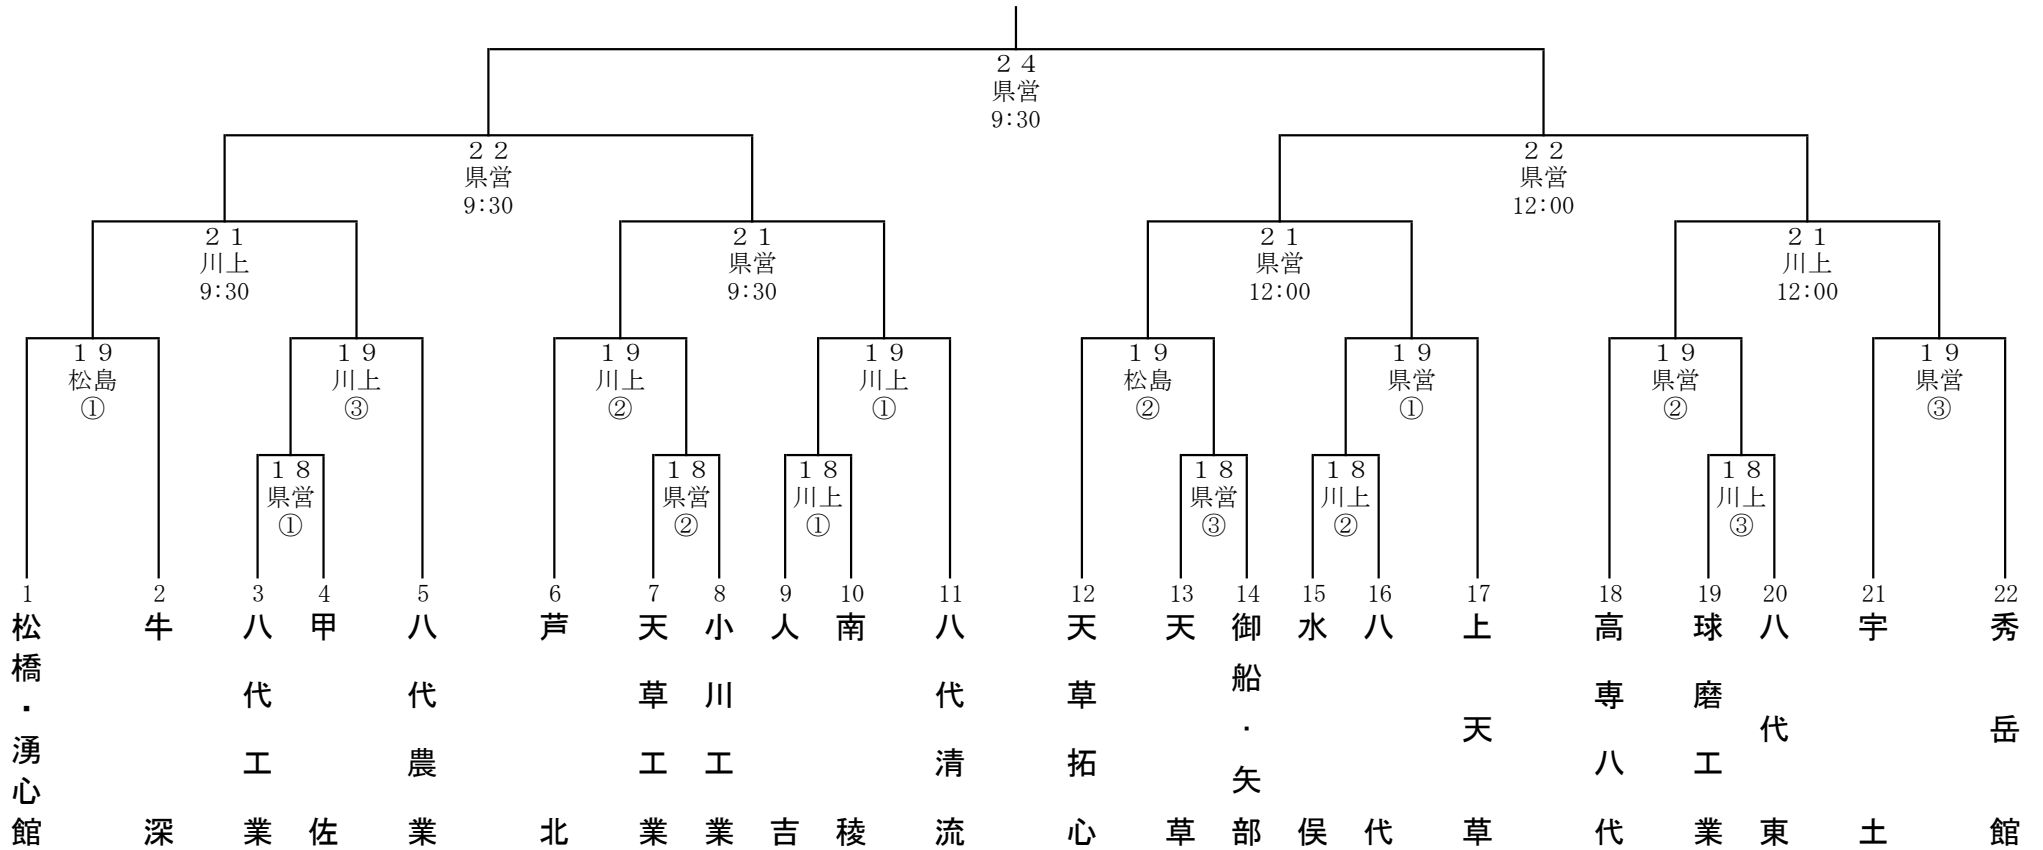 ２４
県営
9:30
２２
県営
9:30
２２
県営
12:00
２１
川上
9:30
２１
県営
9:30
２１
県営
12:00
２１
川上
12:00
１９
松島
①
１９
川上
③
１９
川上
②
１９
川上
①
１９
松島
②
１９
県営
①
１９
県営
②
１９
県営
③
１８
県営
①
１８
県営
②
１８
川上
①
１８
県営
③
１８
川上
②
１８
川上
③
1
松橋・湧心館
2
牛深
3
八代工業
4
甲佐
5
八代農業
6
芦北
7
天草工業
8
小川工業
9
人吉
10
南稜
11
八代清流
12
天草拓心
13
天草
14
御船・矢部
15
水俣
16
八代
17
上天草
18
高専八代
19
球磨工業
20
八代東
21
宇土
22
秀岳館